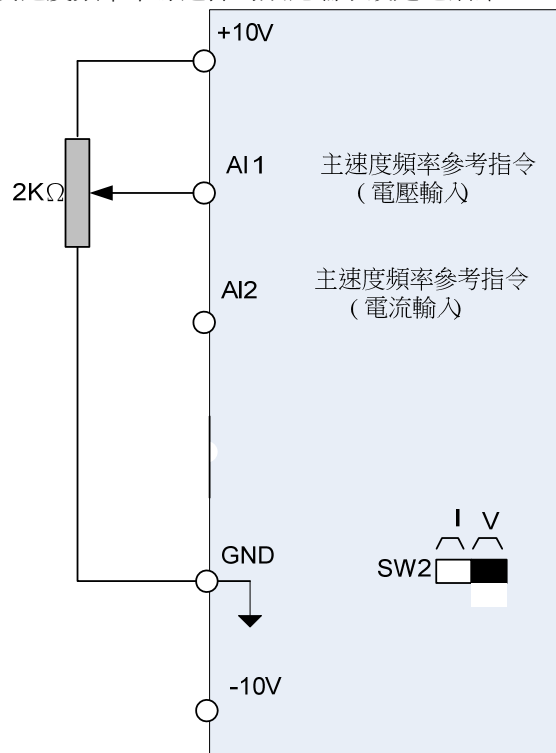 +10V
AI1
主速度頻率參考指令
(電壓輸入)
2KΩ
AI2
主速度頻率參考指令
(電流輸入)
I V
GND
SW2
-10V